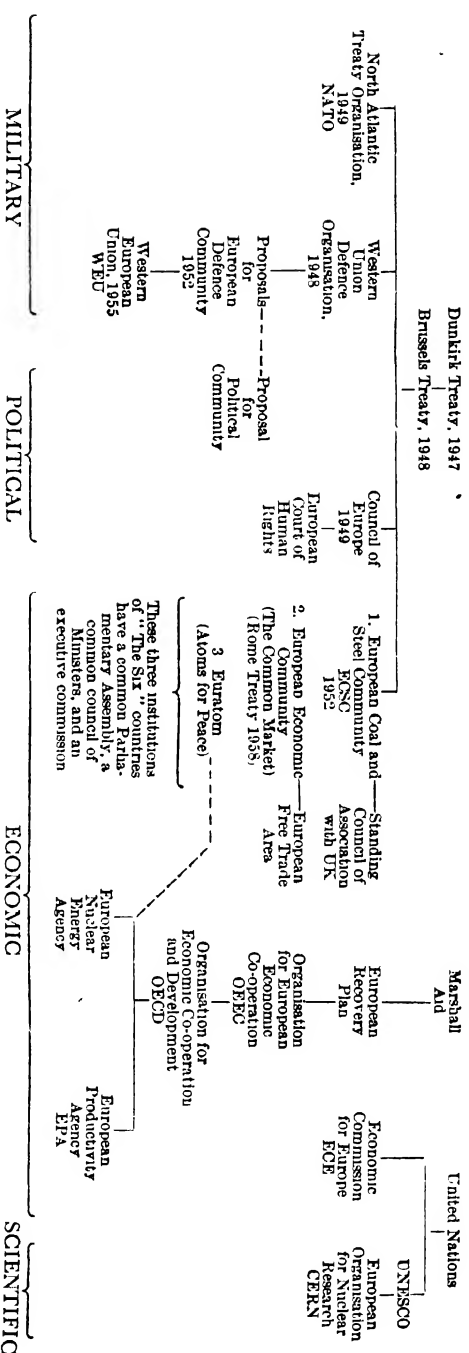 Dunkirk Treaty, 1947
Brussels Treaty, 1948
North Atlantic
Treaty Organisation,
1949
NATO
Western
Union
Defence
Organisation,
1948
Proposals
for
European
Defence
Community
1952
Proposal
for
Political
Community
Western
European
Union, 1955
WEU
Council of
Europe
1949
European
Court of
Human
Rights
1. European Coal and
Steel Community
ECSC
1952
Standing
Council of
Association
with UK
2. European Economic
Community
(The Common Market)
(Rome Treaty 1958)
European
Free Trade
Area
3 Euratom
(Atoms for Peace)
These three institutions
of "The Six" countries
have a common Parlia-
mentary Assembly, a
common council of
Ministers, and an
executive commission
Marshall
Aid
European
Recovery
Plan
Organisation
for European
Economic
Co-operation
OEEC
Organisation for
Economic Co-operation
and Development
OECD
European
Nuclear
Energy
Agency
European
Productivity
Agency
EPA
United Nations
Economic
Commission
for Europe
ECE
UNESCO
European
Organisation
for Nuclear
Research
CERN
MILITARY
POLITICAL
ECONOMIC
SCIENTIFIC